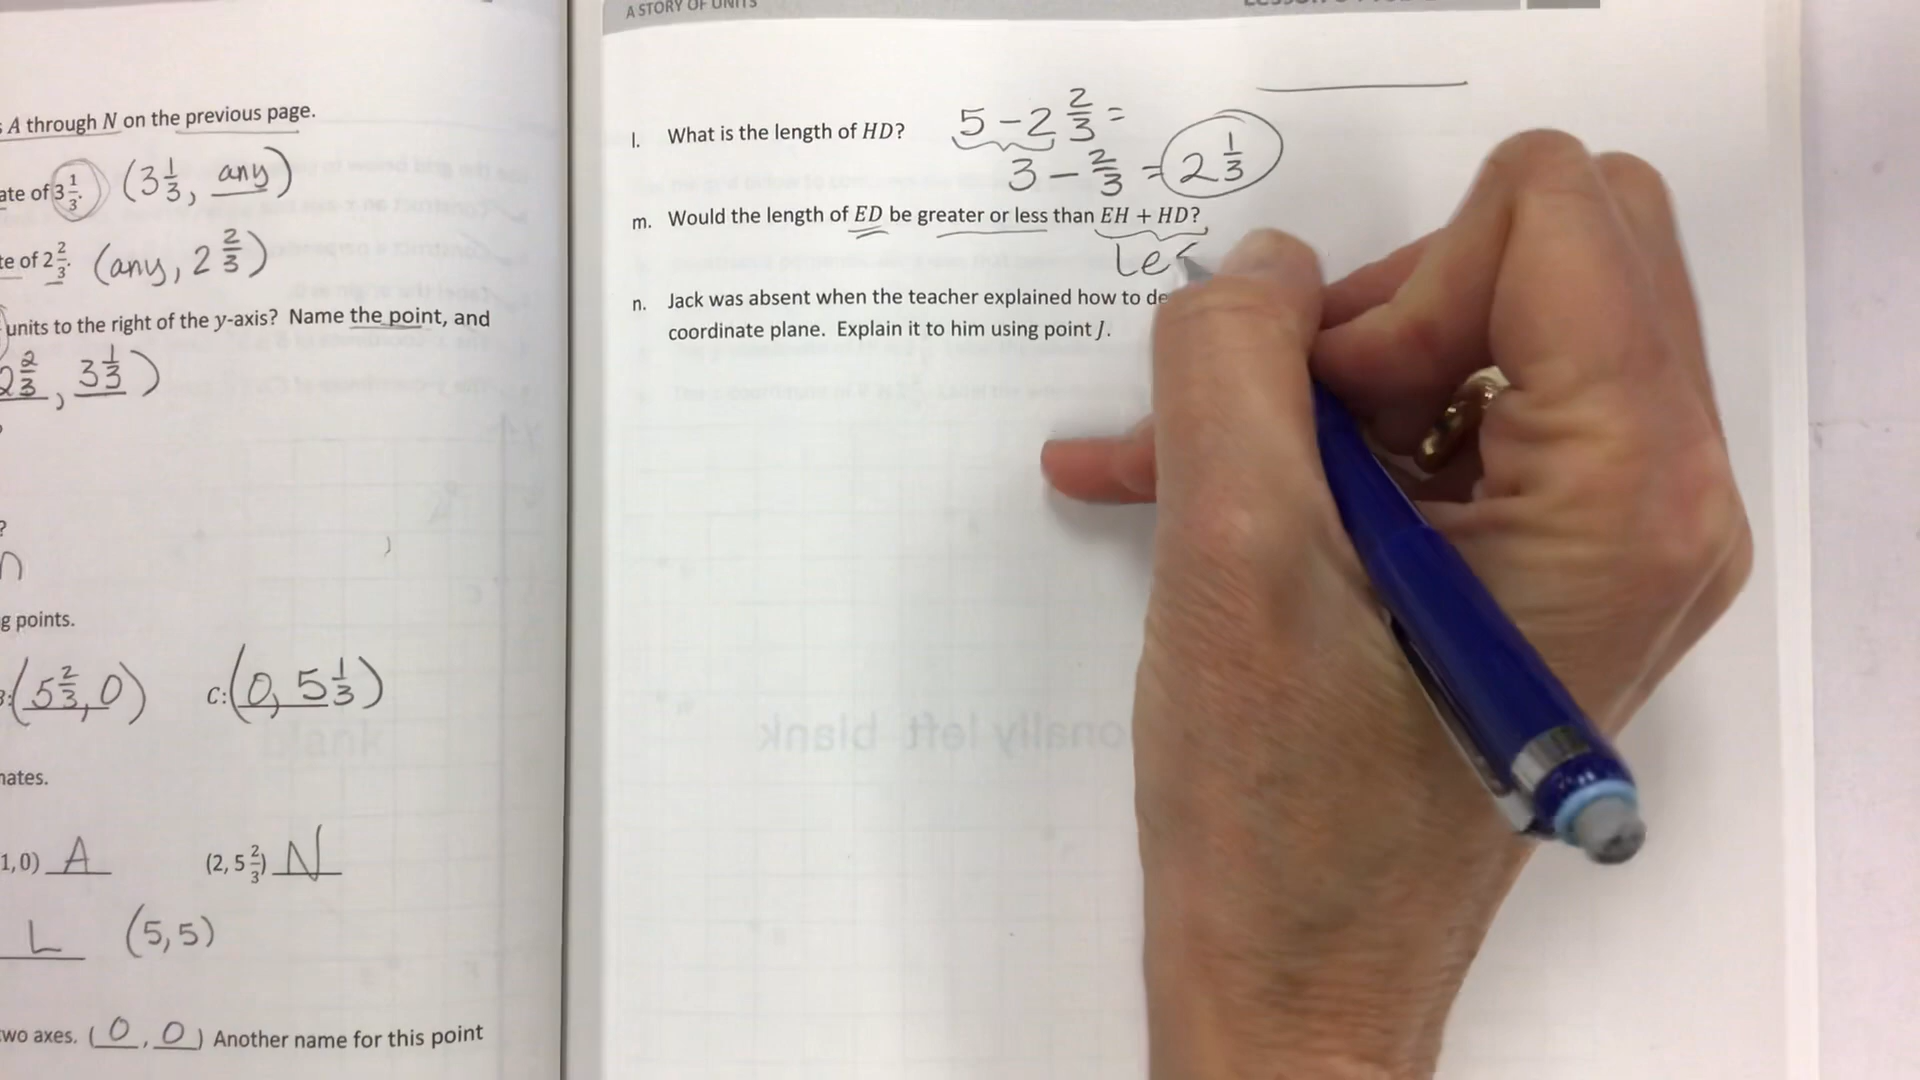 A STORY OF UNITS
A through N on the previous page.
ate of 3 1/3. (3 1/3, any)
te of 2 2/3. (any, 2 2/3)
units to the right of the y-axis? Name the point, and
2 2/3, 3 1/3)
?
g points.
(5 2/3, 0) C: (0, 5 1/3)
nates.
1, 0) A (2, 5 2/3) N
L (5,5)
wo axes. (0, 0) Another name for this point
l. What is the length of HD? 5 - 2 2/3 =
3 - 2/3 = 2 1/3
m. Would the length of ED be greater or less than EH + HD?
Les
n. Jack was absent when the teacher explained how to de
coordinate plane. Explain it to him using point J.